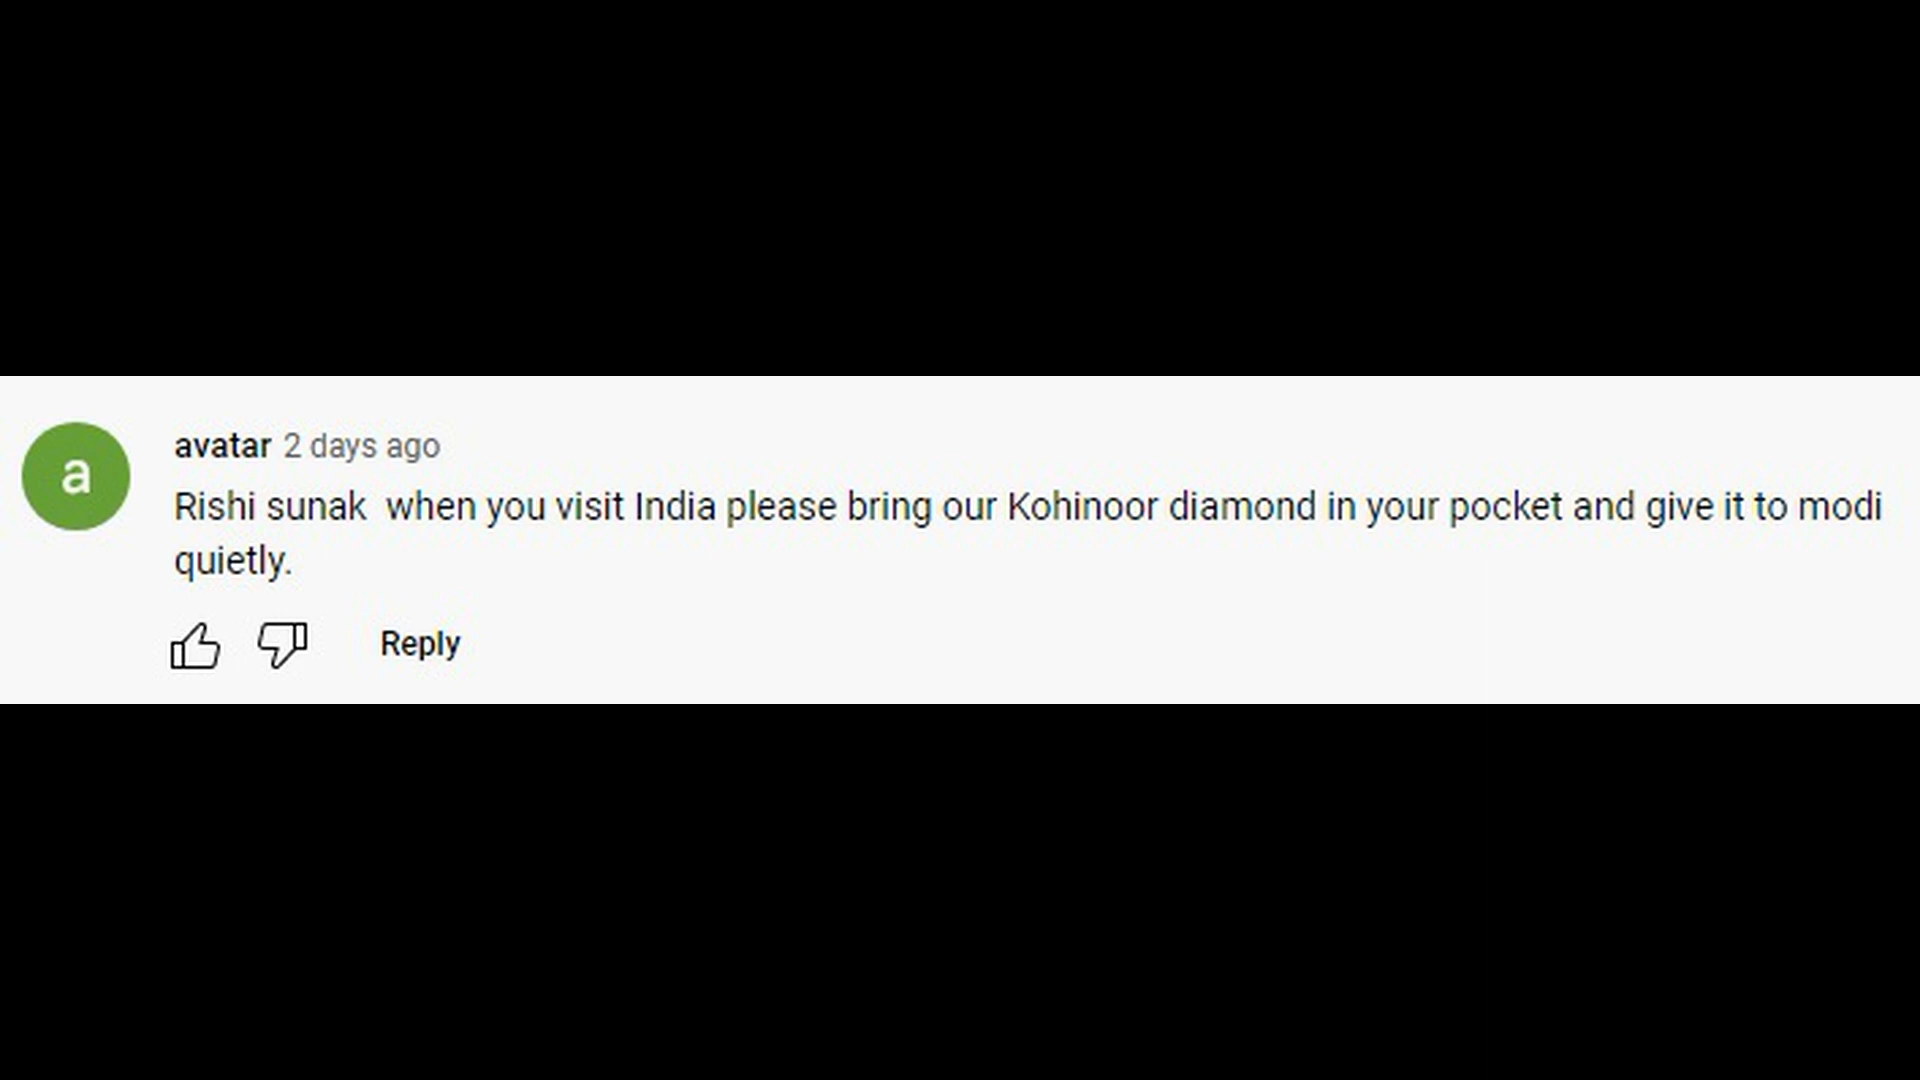 a
avatar 2 days ago
Rishi sunak  when you visit India please bring our Kohinoor diamond in your pocket and give it to modi
quietly.
Reply